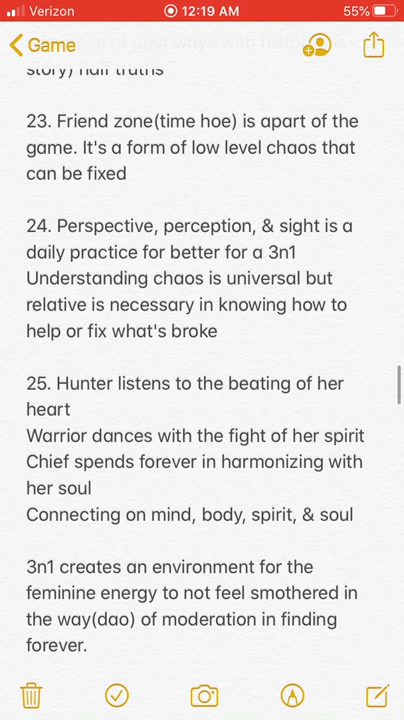 Verizon 12:19 AM 55%
Game
story) half truths
23. Friend zone(time hoe) is apart of the
game. It's a form of low level chaos that
can be fixed
24. Perspective, perception, & sight is a
daily practice for better for a 3n1
Understanding chaos is universal but
relative is necessary in knowing how to
help or fix what's broke
25. Hunter listens to the beating of her
heart
Warrior dances with the fight of her spirit
Chief spends forever in harmonizing with
her soul
Connecting on mind, body, spirit, & soul
3n1 creates an environment for the
feminine energy to not feel smothered in
the way(dao) of moderation in finding
forever.